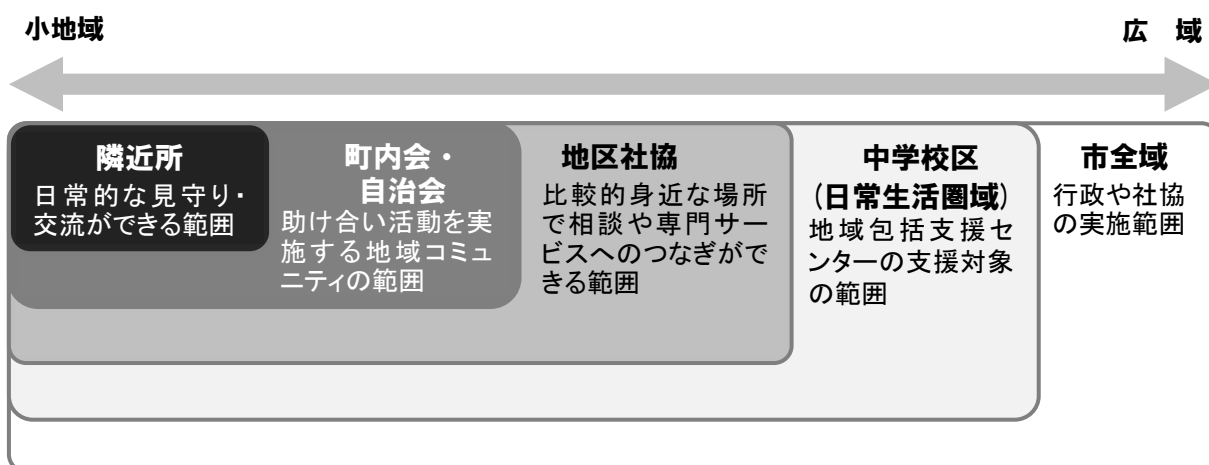 小地域
広　域
隣近所
日常的な見守り・
交流ができる範囲
町内会・
自治会
助け合い活動を実
施する地域コミュ
ニティの範囲
地区社協
比較的身近な場所
で相談や専門サー
ビスへのつなぎがで
きる範囲
中学校区
(日常生活圏域)
地域包括支援セ
ンターの支援対象
の範囲
市全域
行政や社協
の実施範囲